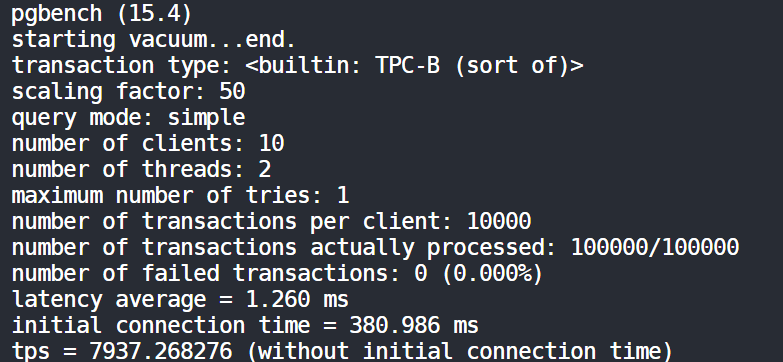 pgbench (15.4)
starting vacuum...end.
transaction type: <builtin: TPC-B (sort of)>
scaling factor: 50
query mode: simple
number of clients: 10
number of threads: 2
maximum number of tries: 1
number of transactions per client: 10000
number of transactions actually processed: 100000/100000
number of failed transactions: 0 (0.000%)
latency average = 1.260 ms
initial connection time = 380.986 ms
tps = 7937.268276 (without initial connection time)